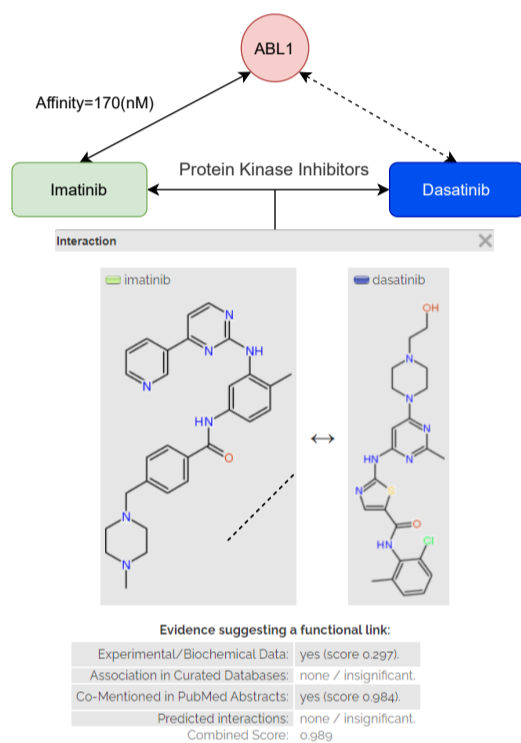 ABL1
Affinity=170(nM)
Protein Kinase Inhibitors
Imatinib
Dasatinib
Interaction
imatinib
dasatinib
OH
N
N
N
N
NH
N
N
N
HN
N
HN
O
N
S
O
HN
Cl
N
N
↔
Evidence suggesting a functional link:
Experimental/Biochemical Data: yes (score 0.297).
Association in Curated Databases: none / insignificant.
Co-Mentioned in PubMed Abstracts: yes (score 0.984).
Predicted interactions: none / insignificant.
Combined Score: 0.989